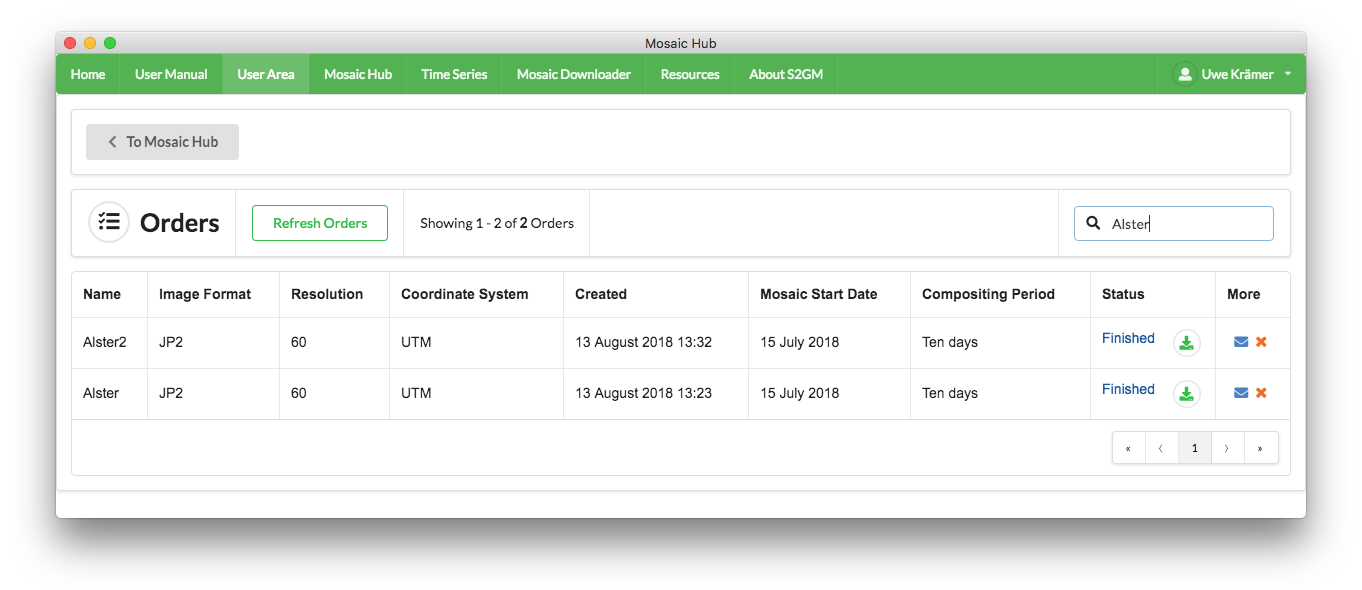 Mosaic Hub
Home User Manual User Area Mosaic Hub Time Series Mosaic Downloader Resources About S2GM Uwe Krämer
To Mosaic Hub
Orders Refresh Orders Showing 1 - 2 of 2 Orders Alster
Name Image Format Resolution Coordinate System Created Mosaic Start Date Compositing Period Status More
Alster2 JP2 60 UTM 13 August 2018 13:32 15 July 2018 Ten days Finished
Alster JP2 60 UTM 13 August 2018 13:23 15 July 2018 Ten days Finished
« ‹ 1 › »